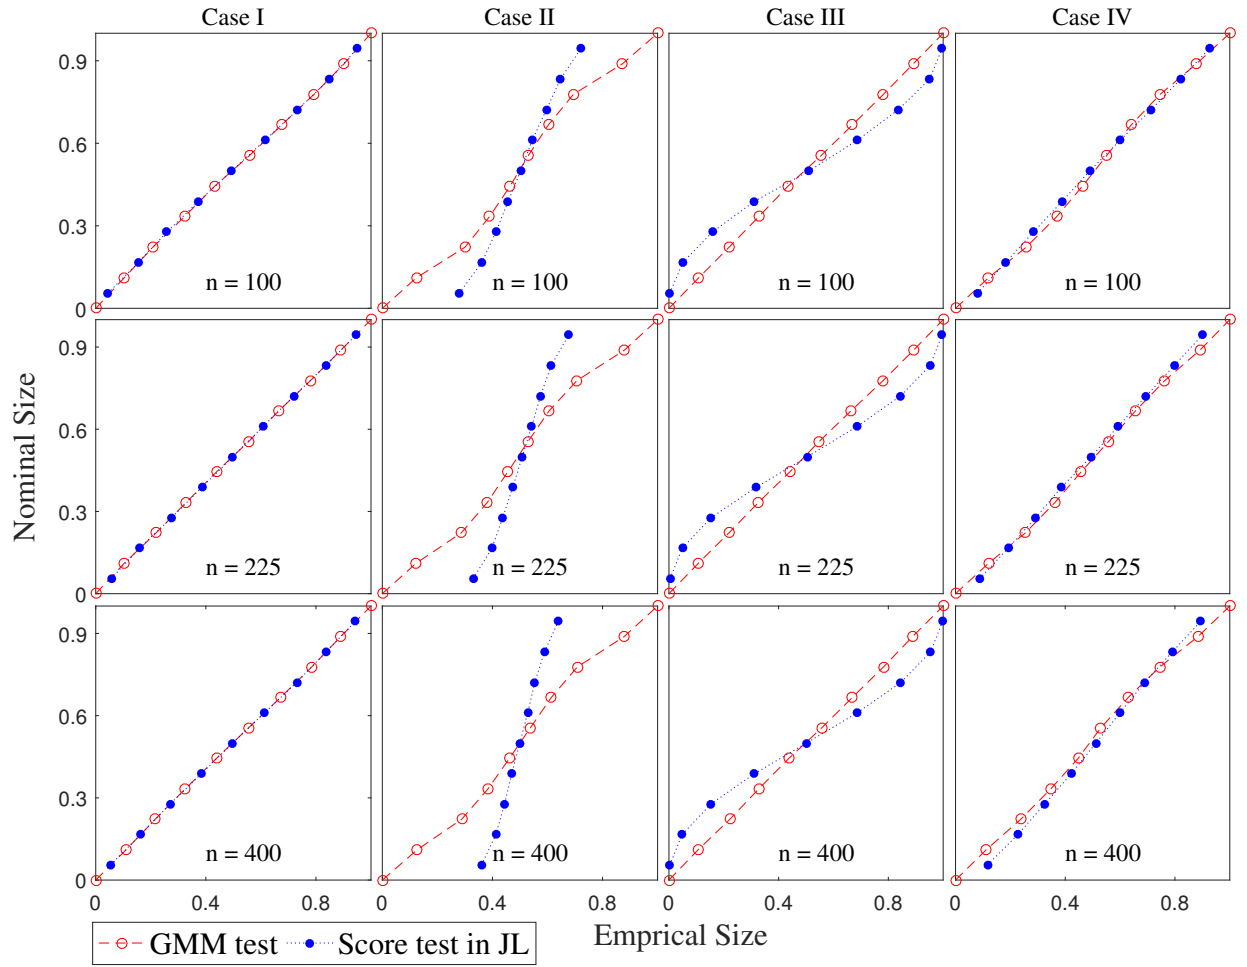 Case I
Case II
Case III
Case IV
0.9
0.6
0.3
0
n = 100
n = 100
n = 100
n = 100
0.9
0.6
0.3
0
n = 225
n = 225
n = 225
n = 225
Nominal Size
0.9
0.6
0.3
0
n = 400
n = 400
n = 400
n = 400
0 0.4 0.8
0 0.4 0.8
0 0.4 0.8
0 0.4 0.8
Emprical Size
GMM test Score test in JL